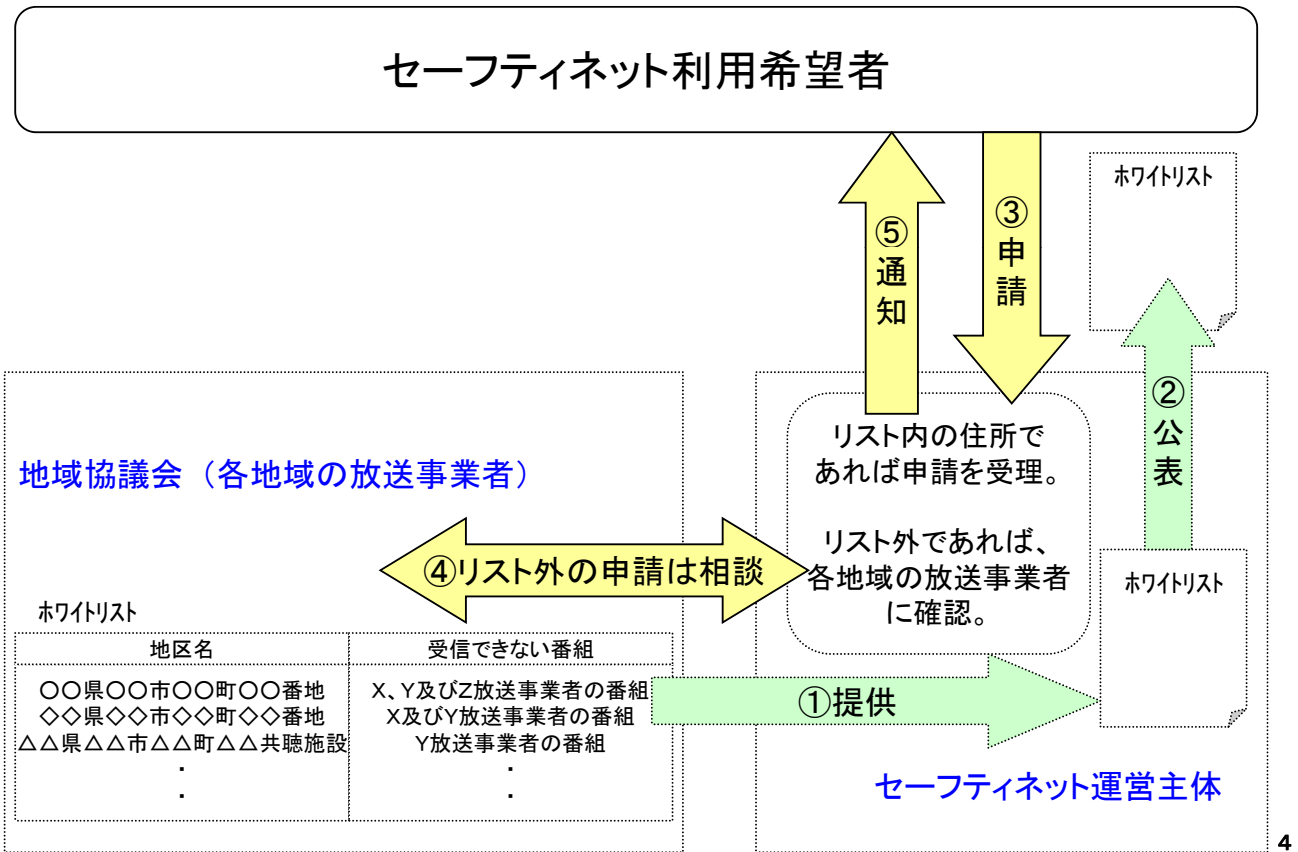 セーフティネット利用希望者
ホワイトリスト
⑤通知
③申請
②公表
地域協議会（各地域の放送事業者）
リスト内の住所で
あれば申請を受理。
リスト外であれば、
各地域の放送事業者
に確認。
④リスト外の申請は相談
ホワイトリスト
ホワイトリスト
地区名 受信できない番組
〇〇県〇〇市〇〇町〇〇番地 X、Y及びZ放送事業者の番組
◇◇県◇◇市◇◇町◇◇番地 X及びY放送事業者の番組
△△県△△市△△町△△共聴施設 Y放送事業者の番組
・ ・
・ ・
①提供
セーフティネット運営主体
4